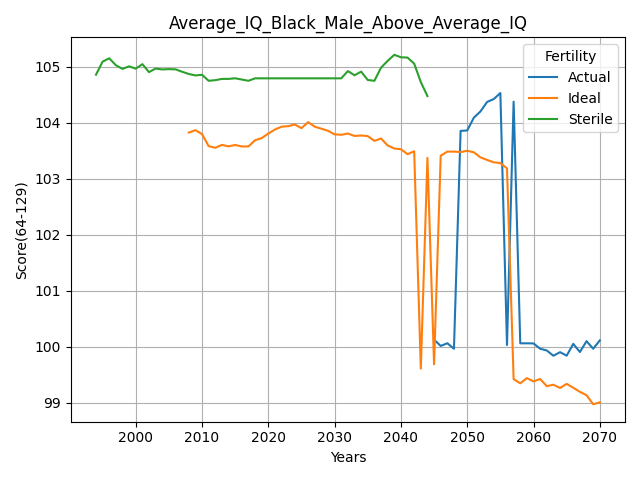 Average_IQ_Black_Male_Above_Average_IQ
Fertility
Actual
Ideal
Sterile
Score(64-129)
105
104
103
102
101
100
99
2000
2010
2020
2030
2040
2050
2060
2070
Years